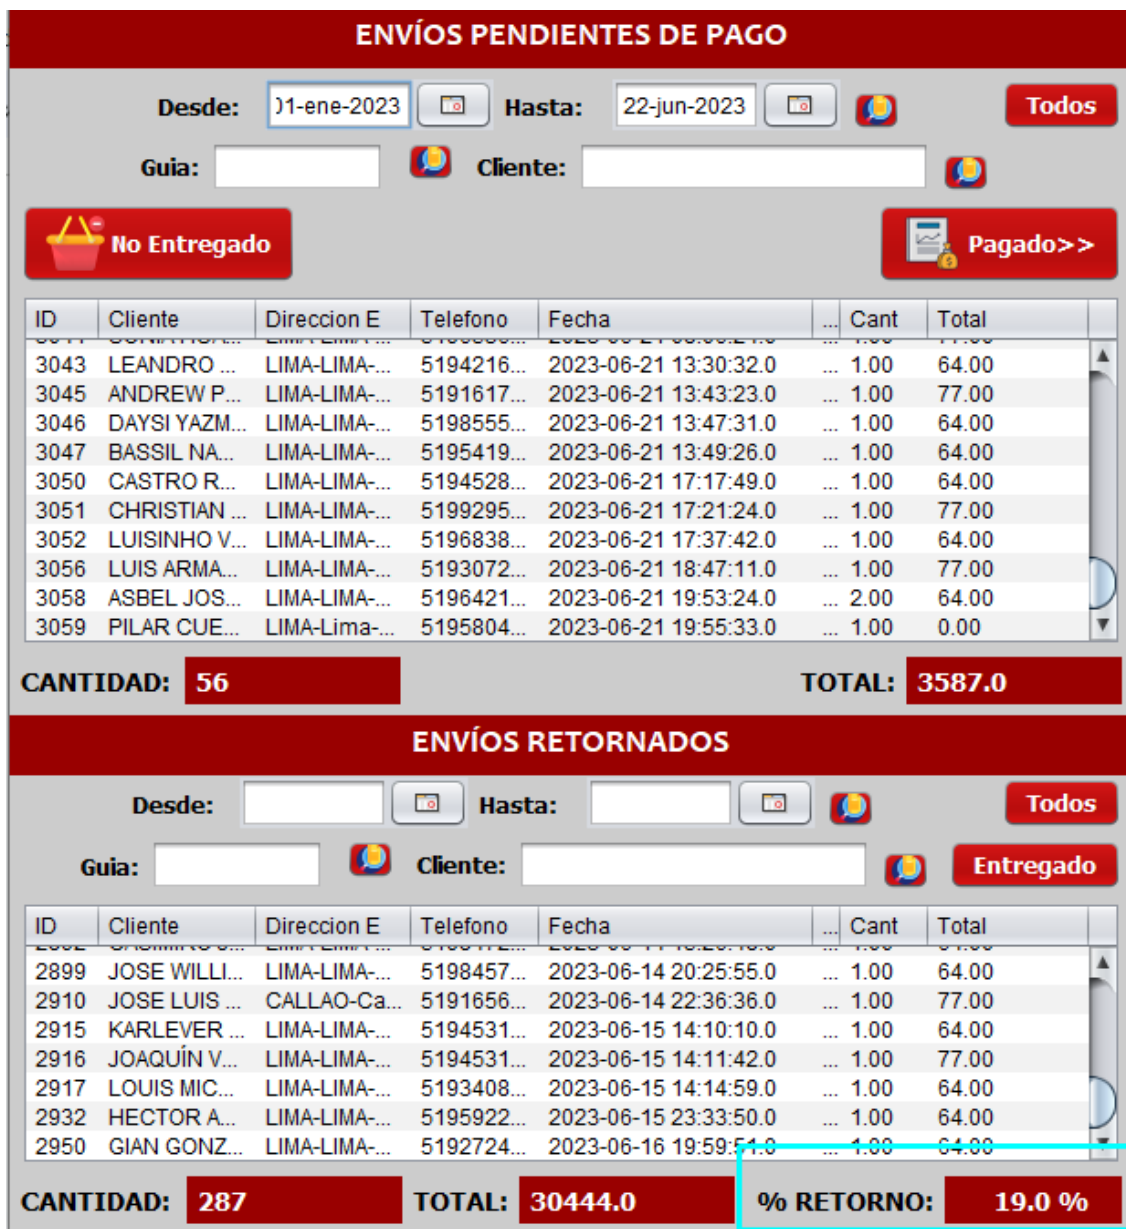 ENVÍOS PENDIENTES DE PAGO
Desde: 01-ene-2023 Hasta: 22-jun-2023 Todos
Guia: Cliente:
No Entregado Pagado>>
ID Cliente Direccion E Telefono Fecha ... Cant Total
3043 LEANDRO ... LIMA-LIMA-... 5194216... 2023-06-21 13:30:32.0 ... 1.00 64.00
3045 ANDREW P... LIMA-LIMA-... 5191617... 2023-06-21 13:43:23.0 ... 1.00 77.00
3046 DAYSI YAZM... LIMA-LIMA-... 5198555... 2023-06-21 13:47:31.0 ... 1.00 64.00
3047 BASSIL NA... LIMA-LIMA-... 5195419... 2023-06-21 13:49:26.0 ... 1.00 64.00
3050 CASTRO R... LIMA-LIMA-... 5194528... 2023-06-21 17:17:49.0 ... 1.00 64.00
3051 CHRISTIAN ... LIMA-LIMA-... 5199295... 2023-06-21 17:21:24.0 ... 1.00 77.00
3052 LUISINHO V... LIMA-LIMA-... 5196838... 2023-06-21 17:37:42.0 ... 1.00 64.00
3056 LUIS ARMA... LIMA-LIMA-... 5193072... 2023-06-21 18:47:11.0 ... 1.00 77.00
3058 ASBEL JOS... LIMA-LIMA-... 5196421... 2023-06-21 19:53:24.0 ... 2.00 64.00
3059 PILAR CUE... LIMA-Lima-... 5195804... 2023-06-21 19:55:33.0 ... 1.00 0.00
CANTIDAD: 56 TOTAL: 3587.0
ENVÍOS RETORNADOS
Desde: Hasta: Todos
Guia: Cliente: Entregado
ID Cliente Direccion E Telefono Fecha ... Cant Total
2899 JOSE WILLI... LIMA-LIMA-... 5198457... 2023-06-14 20:25:55.0 ... 1.00 64.00
2910 JOSE LUIS ... CALLAO-Ca... 5191656... 2023-06-14 22:36:36.0 ... 1.00 77.00
2915 KARLEVER ... LIMA-LIMA-... 5194531... 2023-06-15 14:10:10.0 ... 1.00 64.00
2916 JOAQUÍN V... LIMA-LIMA-... 5194531... 2023-06-15 14:11:42.0 ... 1.00 77.00
2917 LOUIS MIC... LIMA-LIMA-... 5193408... 2023-06-15 14:14:59.0 ... 1.00 64.00
2932 HECTOR A... LIMA-LIMA-... 5195922... 2023-06-15 23:33:50.0 ... 1.00 64.00
2950 GIAN GONZ... LIMA-LIMA-... 5192724... 2023-06-16 19:59:51.0 ... 1.00 64.00
CANTIDAD: 287 TOTAL: 30444.0 % RETORNO: 19.0 %